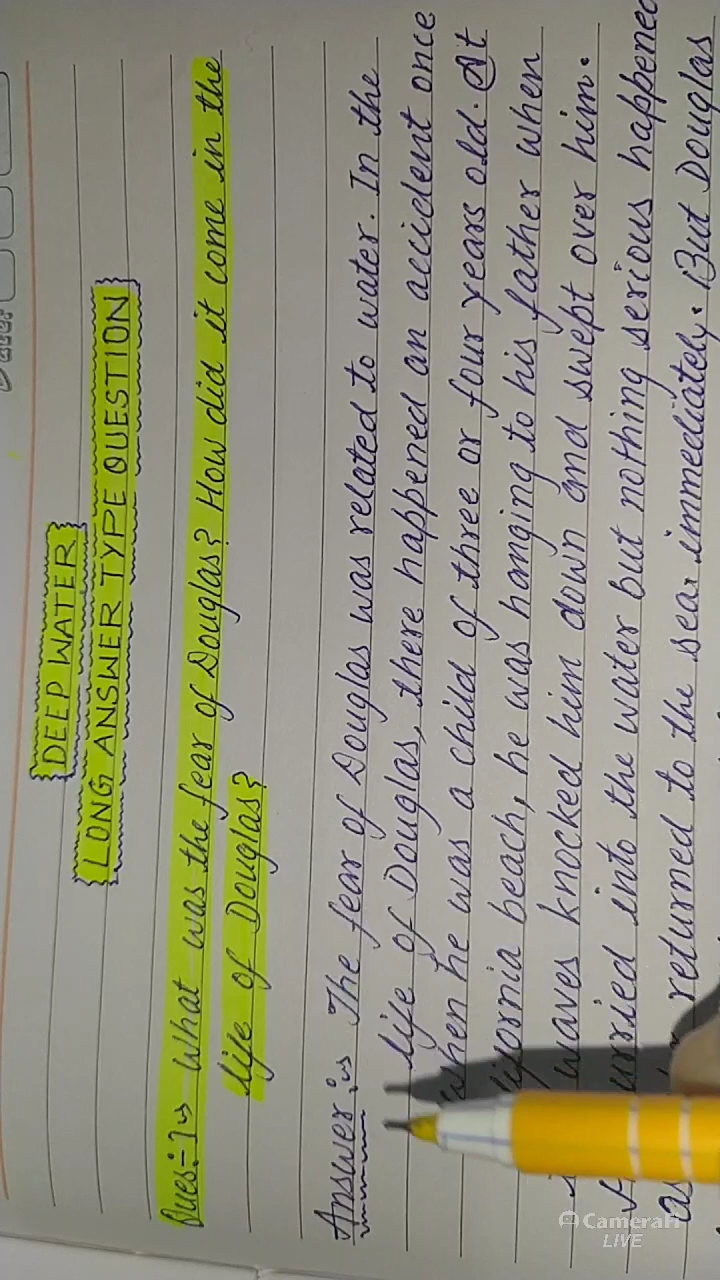 Date:
DEEP WATER
LONG ANSWER TYPE QUESTION
Ques:-1» What was the fear of Douglas? How did it come in the
life of Douglas?
Answer:» The fear of Douglas was related to water. In the
life of Douglas, there happened an accident once
when he was a child of three or four years old. At
beach, he was hanging to his father when
waves knocked him down and swept over him.
into the water but nothing serious happened
as returned to the sea immediately. But Douglas
CameraFi
LIVE